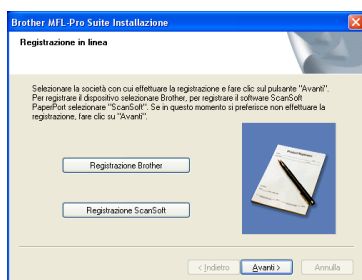 Brother MFL-Pro Suite Installazione
Registrazione in linea
Selezionare la società con cui effettuare la registrazione e fare clic sul pulsante "Avanti".
Per registrare il dispositivo selezionare Brother, per registrare il software ScanSoft
PaperPort selezionare "ScanSoft". Se in questo momento si preferisce non effettuare la
registrazione, fare clic su "Avanti".
Registrazione Brother
Registrazione ScanSoft
< Indietro
Avanti >
Annulla